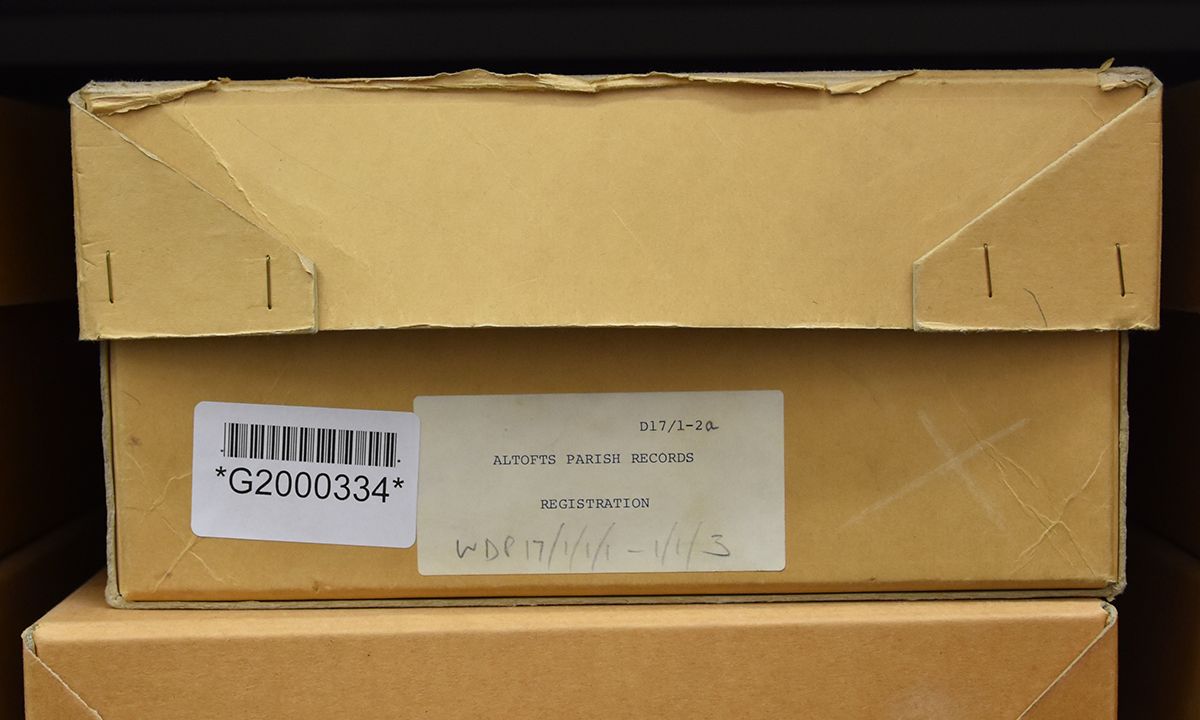 *G2000334*
D17/1-2a
ALTOFTS PARISH RECORDS
REGISTRATION
WDP17/1/1/1 - 1/1/3